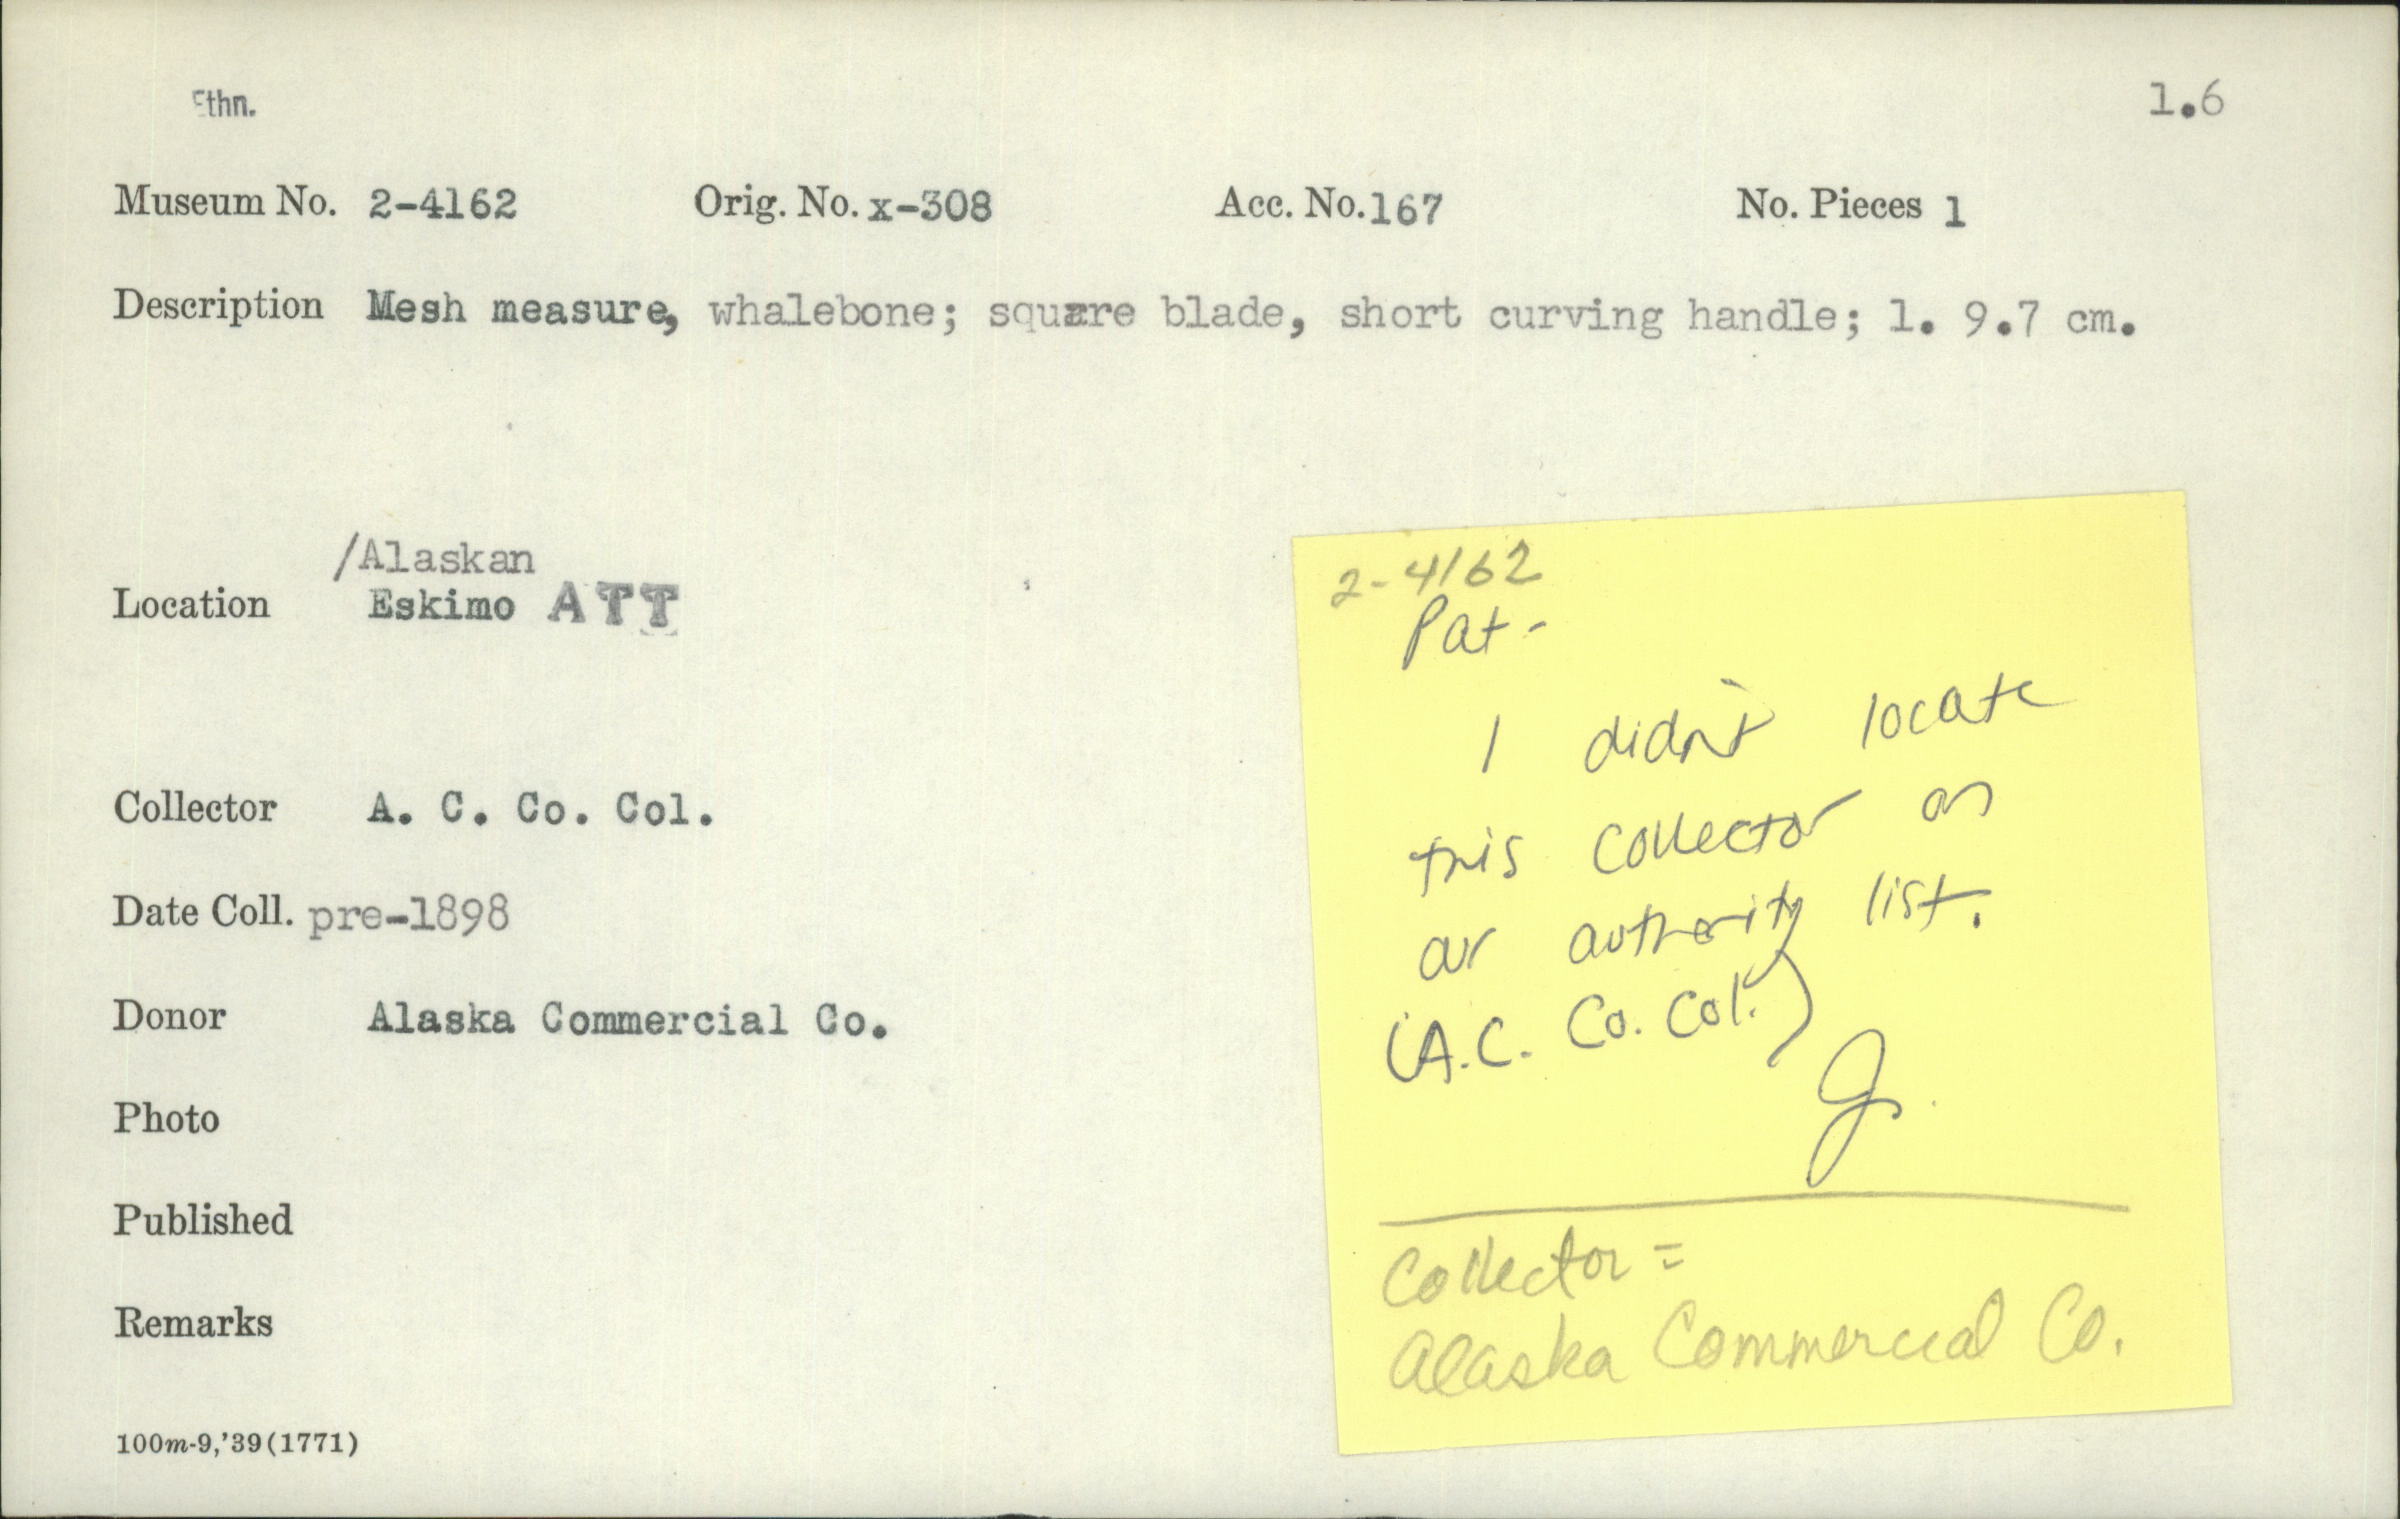 Ethn.
1.6
Museum No. 2-4162 Orig. No. x-308 Acc. No. 167 No. Pieces 1
Description Mesh measure, whalebone; square blade, short curving handle; l. 9.7 cm.
/Alaskan
Location Eskimo ATT
Collector A. C. Co. Col.
Date Coll. pre-1898
Donor Alaska Commercial Co.
Photo
Published
Remarks
100m-9,'39(1771)
2-4162
Pat-
I didn't locate
this collector on
our authority list.
(A.C. Co. Col.)
J.
Collector =
Alaska Commercial Co.